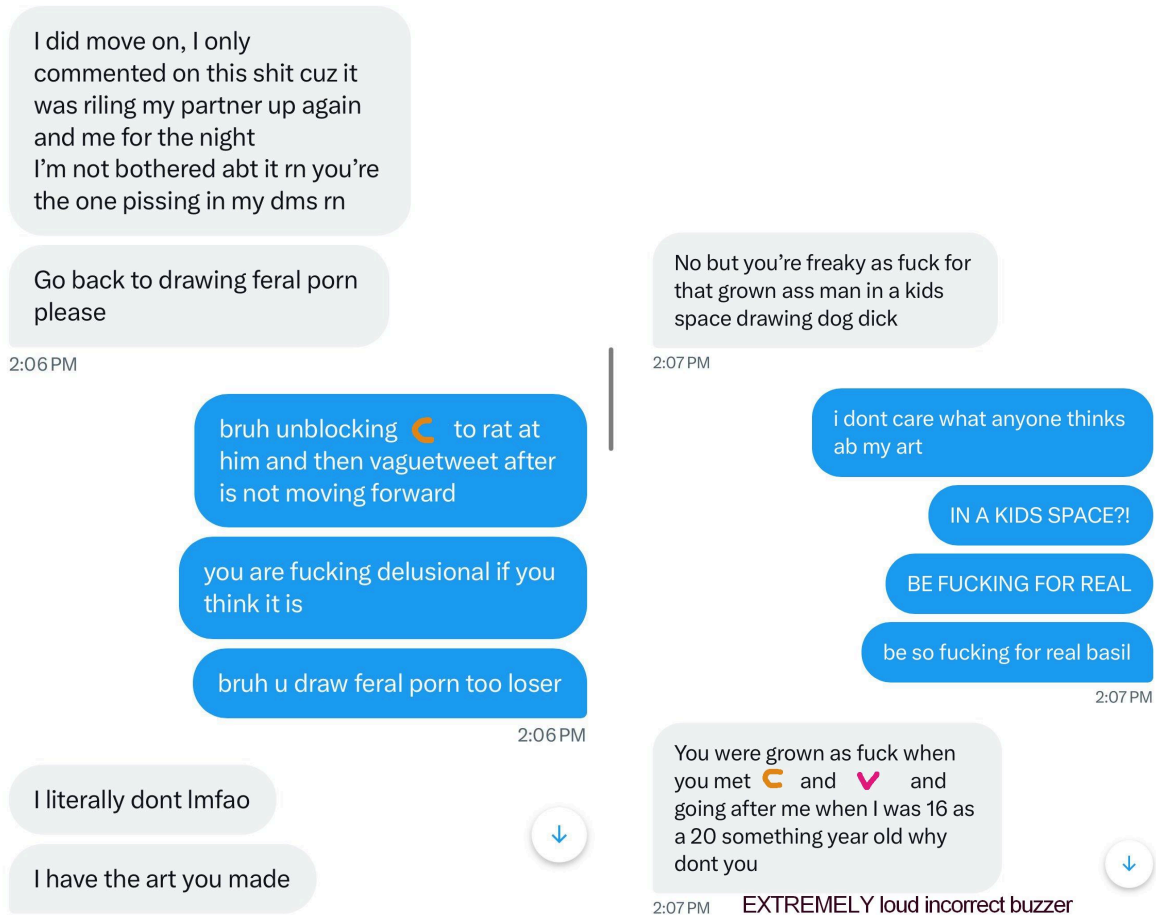 I did move on, I only
commented on this shit cuz it
was riling my partner up again
and me for the night
I'm not bothered abt it rn you're
the one pissing in my dms rn
Go back to drawing feral porn
please
2:06 PM
bruh unblocking C to rat at
him and then vaguetweet after
is not moving forward
you are fucking delusional if you
think it is
bruh u draw feral porn too loser
2:06 PM
I literally dont lmfao
I have the art you made
No but you're freaky as fuck for
that grown ass man in a kids
space drawing dog dick
2:07 PM
i dont care what anyone thinks
ab my art
IN A KIDS SPACE?!
BE FUCKING FOR REAL
be so fucking for real basil
2:07 PM
You were grown as fuck when
you met C and V and
going after me when I was 16 as
a 20 something year old why
dont you
2:07 PM
EXTREMELY loud incorrect buzzer